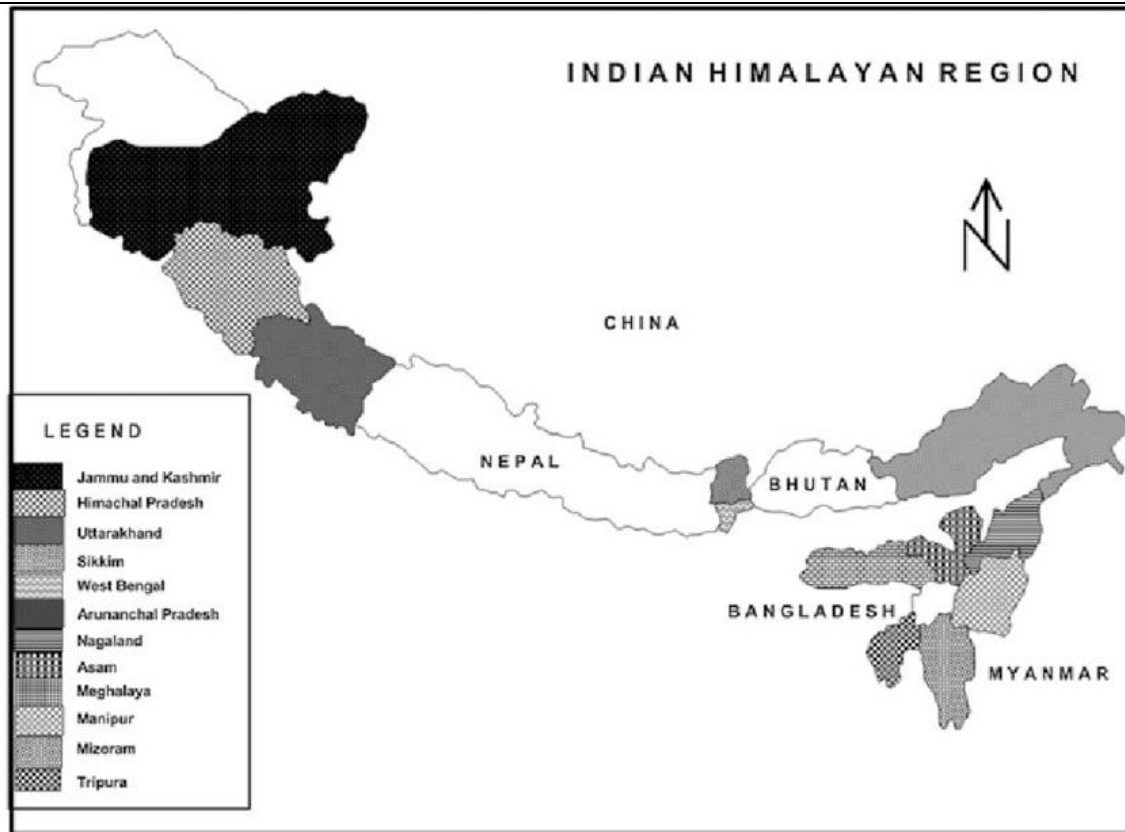 INDIAN HIMALAYAN REGION
N
CHINA
NEPAL
BHUTAN
BANGLADESH
MYANMAR
LEGEND
Jammu and Kashmir
Himachal Pradesh
Uttarakhand
Sikkim
West Bengal
Arunanchal Pradesh
Nagaland
Asam
Meghalaya
Manipur
Mizoram
Tripura